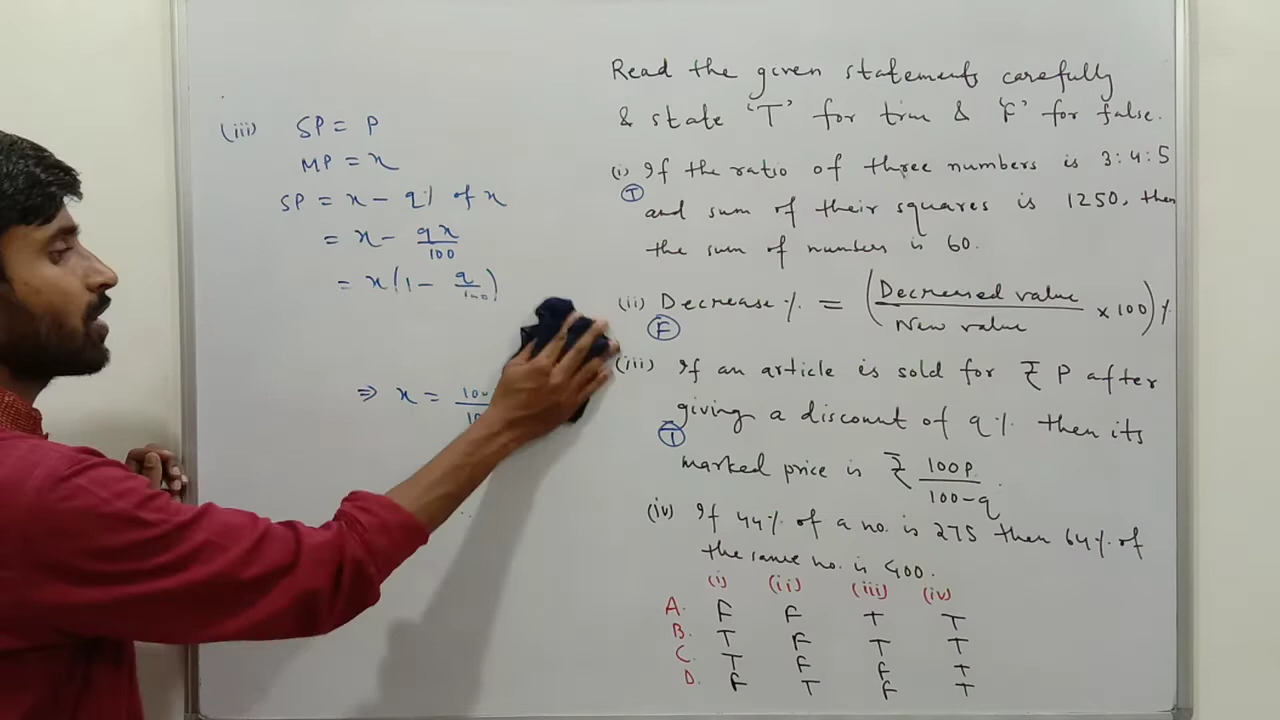 (iii) SP = P
MP = x
SP = x - q% of x
= x - qx/100
= x(1 - q/100)
⇒ x = 100
Read the given statements carefully
& state 'T' for true & 'F' for false.
(i) If the ratio of three numbers is 3:4:5
T and sum of their squares is 1250, then
the sum of numbers is 60.
(ii) Decrease % = (Decreased value/New value × 100)%
F
(iii) If an article is sold for ₹ P after
giving a discount of q% then its
T
marked price is ₹ 100P/100-q.
(iv) If 44% of a no. is 275 then 64% of
the same no. is 400.
(i) (ii) (iii) (iv)
A. F F T T
B. T F T T
C. T F F T
D. F T F T